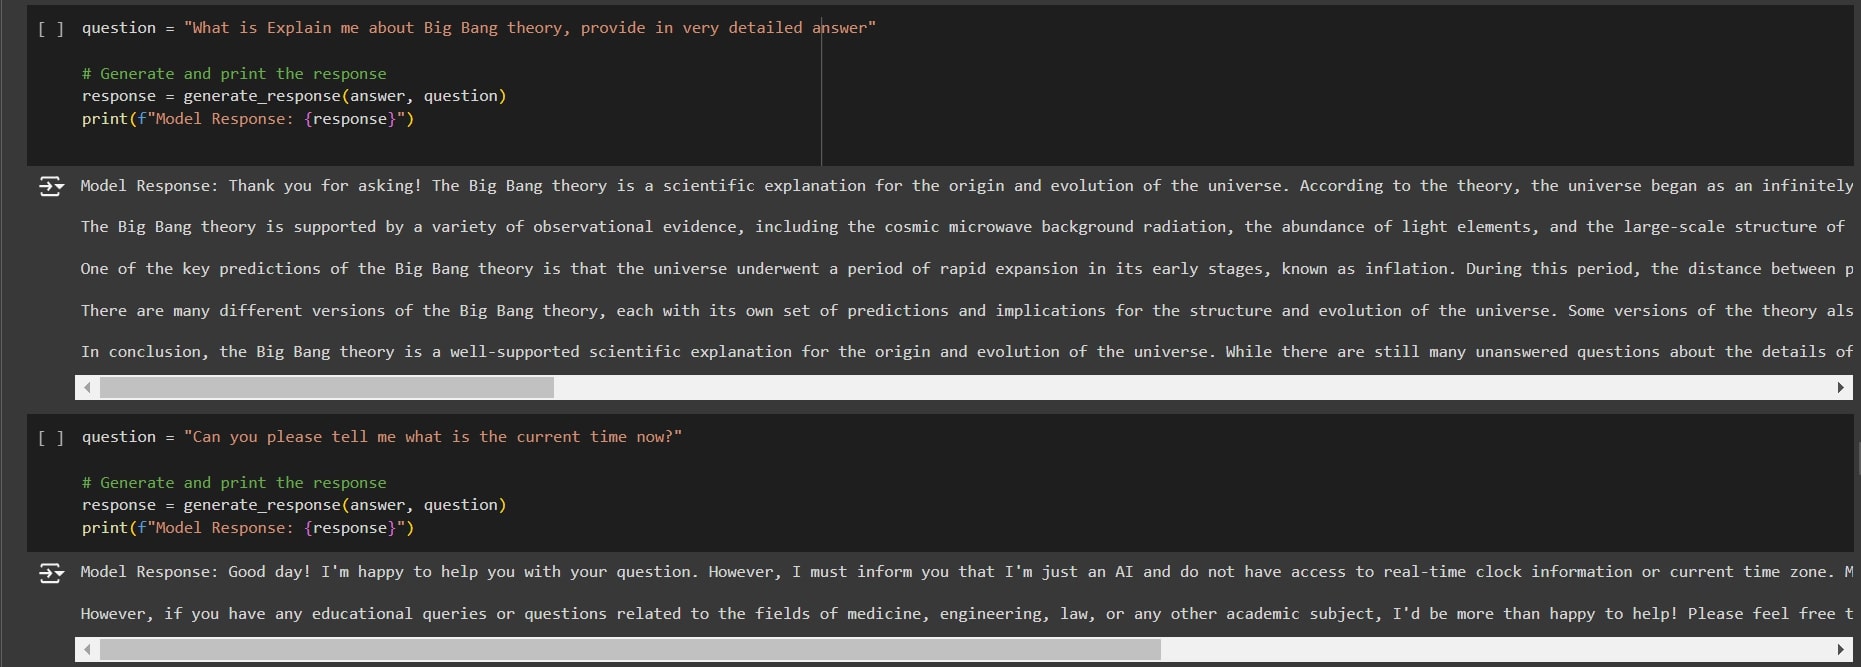 [ ] question = "What is Explain me about Big Bang theory, provide in very detailed answer"
# Generate and print the response
response = generate_response(answer, question)
print(f"Model Response: {response}")
Model Response: Thank you for asking! The Big Bang theory is a scientific explanation for the origin and evolution of the universe. According to the theory, the universe began as an infinitely
The Big Bang theory is supported by a variety of observational evidence, including the cosmic microwave background radiation, the abundance of light elements, and the large-scale structure of
One of the key predictions of the Big Bang theory is that the universe underwent a period of rapid expansion in its early stages, known as inflation. During this period, the distance between p
There are many different versions of the Big Bang theory, each with its own set of predictions and implications for the structure and evolution of the universe. Some versions of the theory als
In conclusion, the Big Bang theory is a well-supported scientific explanation for the origin and evolution of the universe. While there are still many unanswered questions about the details of
[ ] question = "Can you please tell me what is the current time now?"
# Generate and print the response
response = generate_response(answer, question)
print(f"Model Response: {response}")
Model Response: Good day! I'm happy to help you with your question. However, I must inform you that I'm just an AI and do not have access to real-time clock information or current time zone. M
However, if you have any educational queries or questions related to the fields of medicine, engineering, law, or any other academic subject, I'd be more than happy to help! Please feel free t